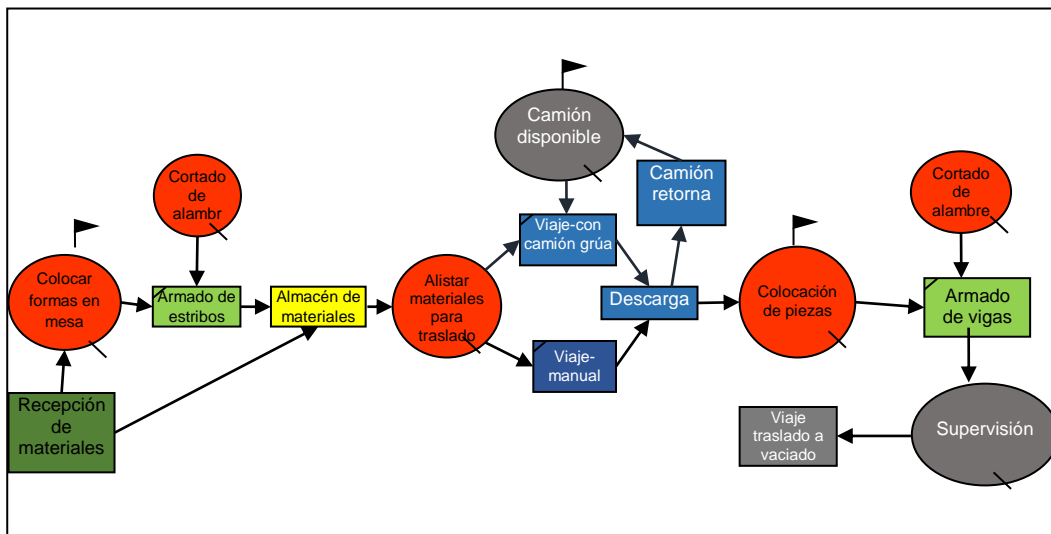 Camión
disponible
Cortado
de
alambr
Camión
retorna
Cortado
de
alambre
Viaje-con
camión grúa
Colocar
formas en
mesa
Armado de
estribos
Almacén de
materiales
Alistar
materiales
para
traslado
Descarga
Colocación
de piezas
Armado
de vigas
Viaje-
manual
Recepción
de
materiales
Viaje
traslado a
vaciado
Supervisión